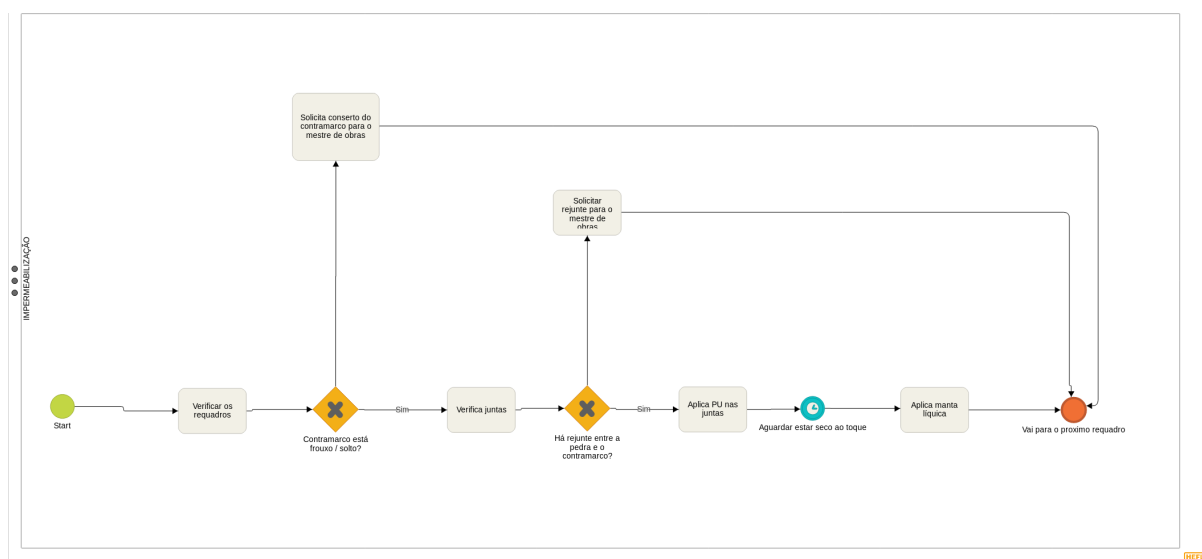 Solicita conserto do
contramarco para o
mestre de obras
Solicitar
rejunte para o
mestre de
obras
IMPERMEABILIZAÇÃO
Start
Verificar os
requadros
Contramarco está
frouxo / solto?
Sim
Verifica juntas
Há rejunte entre a
pedra e o
contramarco?
Sim
Aplica PU nas
juntas
Aguardar estar seco ao toque
Aplica manta
líquica
Vai para o proximo requadro